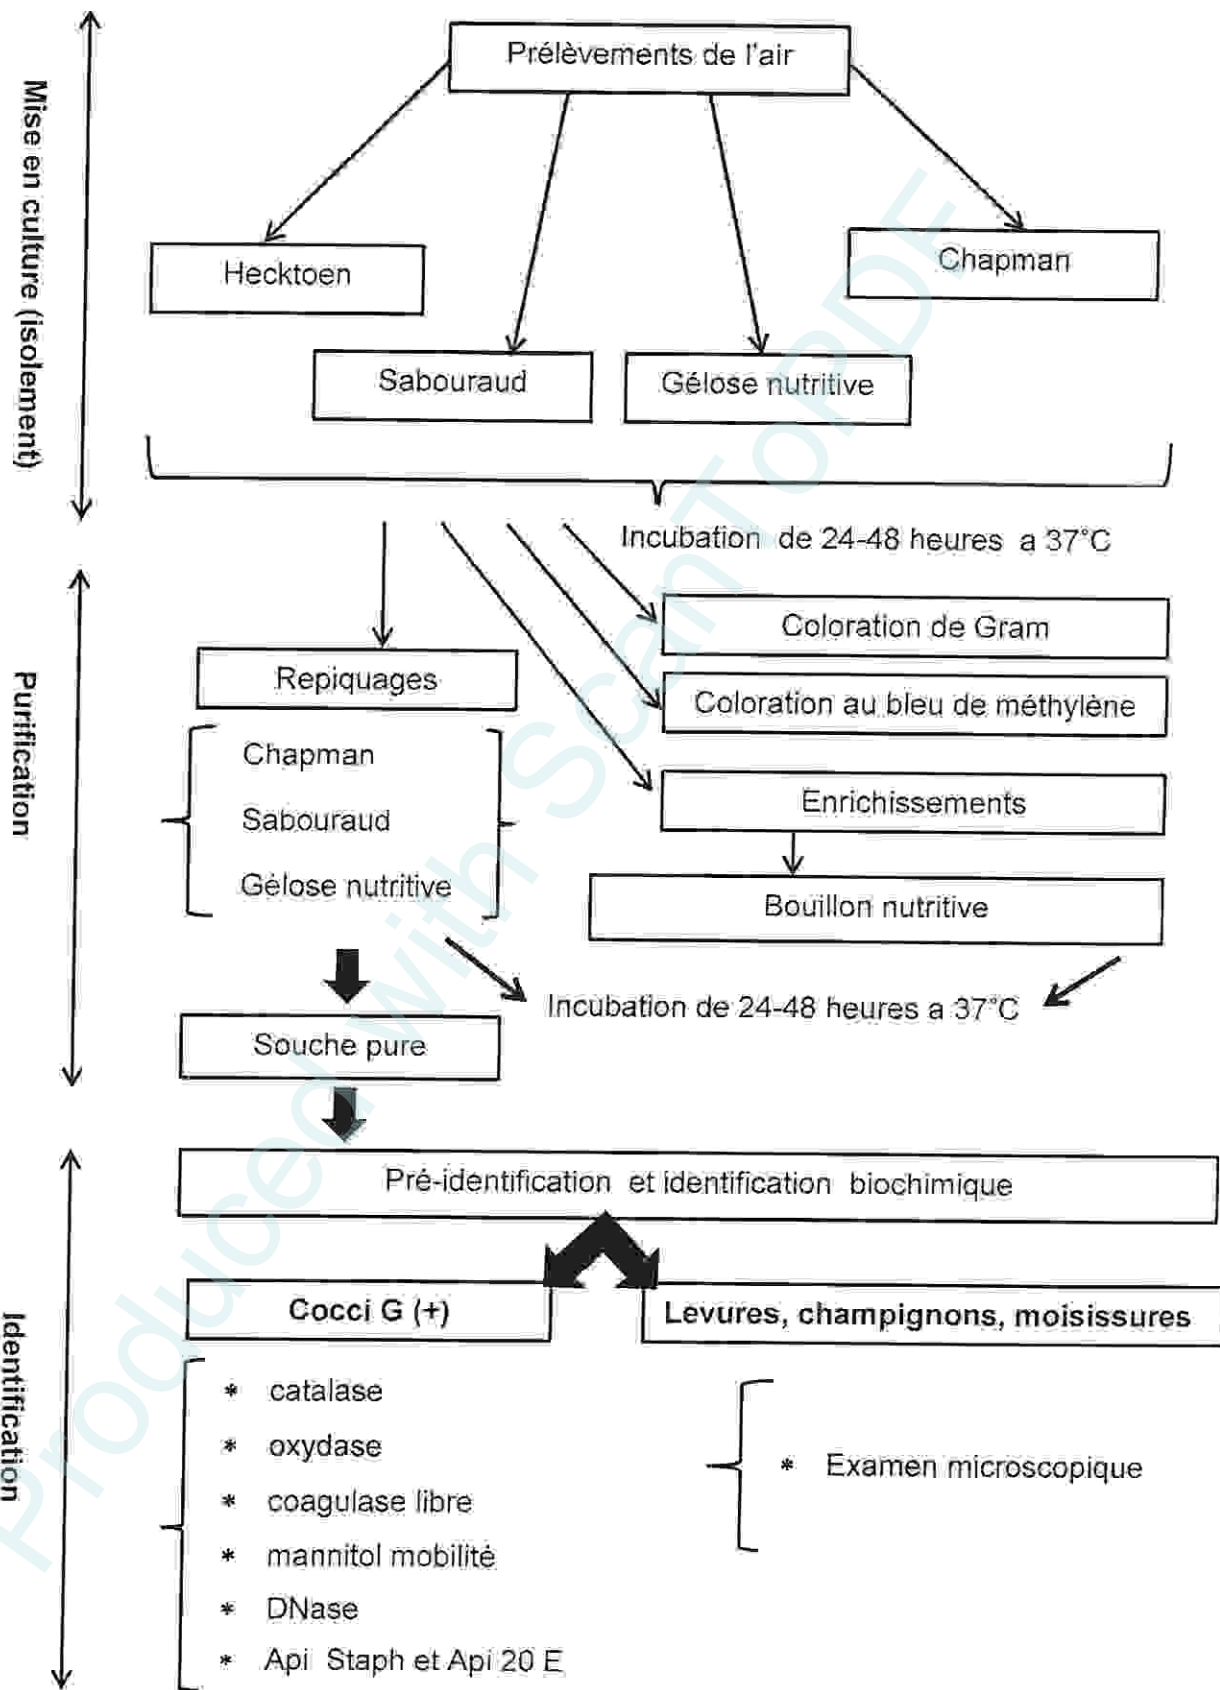 Prélèvements de l'air
Mise en culture (isolement)
Hecktoen
Chapman
Sabouraud
Gélose nutritive
Incubation de 24-48 heures a 37°C
Purification
Coloration de Gram
Repiquages
Coloration au bleu de méthylène
Chapman
Sabouraud
Gélose nutritive
Enrichissements
Bouillon nutritive
Incubation de 24-48 heures a 37°C
Souche pure
Identification
Pré-identification et identification biochimique
Cocci G (+)
Levures, champignons, moisissures
* catalase
* oxydase
* coagulase libre
* mannitol mobilité
* DNase
* Api Staph et Api 20 E
* Examen microscopique
Produced with ScanToPDF